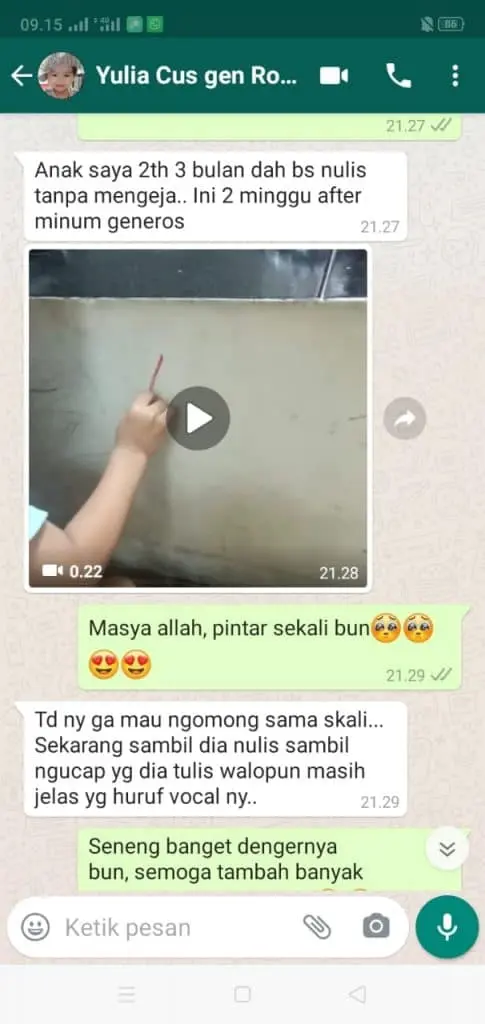 09.15
86
Yulia Cus gen Ro...
21.27
Anak saya 2th 3 bulan dah bs nulis
tanpa mengeja.. Ini 2 minggu after
minum generos
21.27
0.22
21.28
Masya allah, pintar sekali bun🥺🥺
😍😍
21.29
Td ny ga mau ngomong sama skali...
Sekarang sambil dia nulis sambil
ngucap yg dia tulis walopun masih
jelas yg huruf vocal ny..
21.29
Seneng banget dengernya
bun, semoga tambah banyak
Ketik pesan